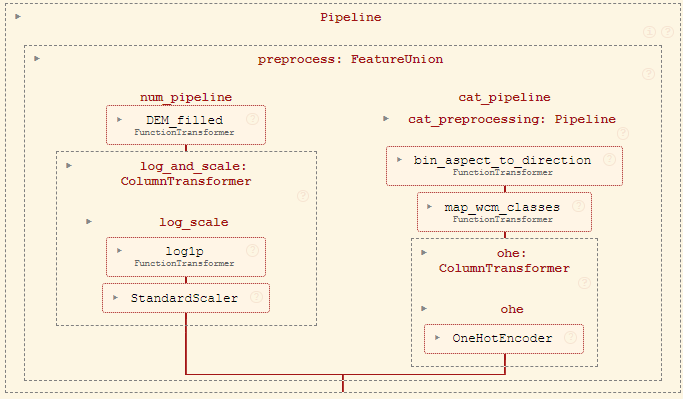 Pipeline
preprocess: FeatureUnion
num_pipeline
DEM_filled
FunctionTransformer
log_and_scale:
ColumnTransformer
log_scale
log1p
FunctionTransformer
StandardScaler
cat_pipeline
cat_preprocessing: Pipeline
bin_aspect_to_direction
FunctionTransformer
map_wcm_classes
FunctionTransformer
ohe:
ColumnTransformer
ohe
OneHotEncoder